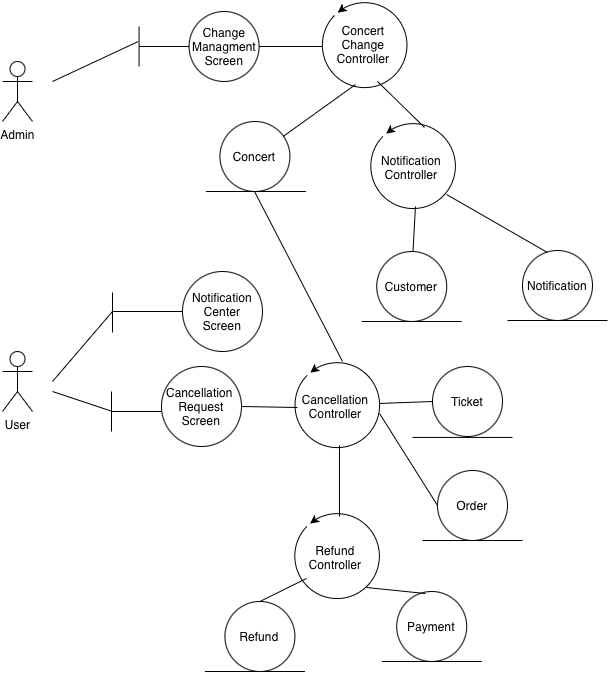 Change
Managment
Screen
Concert
Change
Controller
Admin
Concert
Notification
Controller
Customer
Notification
Notification
Center
Screen
User
Cancellation
Request
Screen
Cancellation
Controller
Ticket
Order
Refund
Controller
Refund
Payment